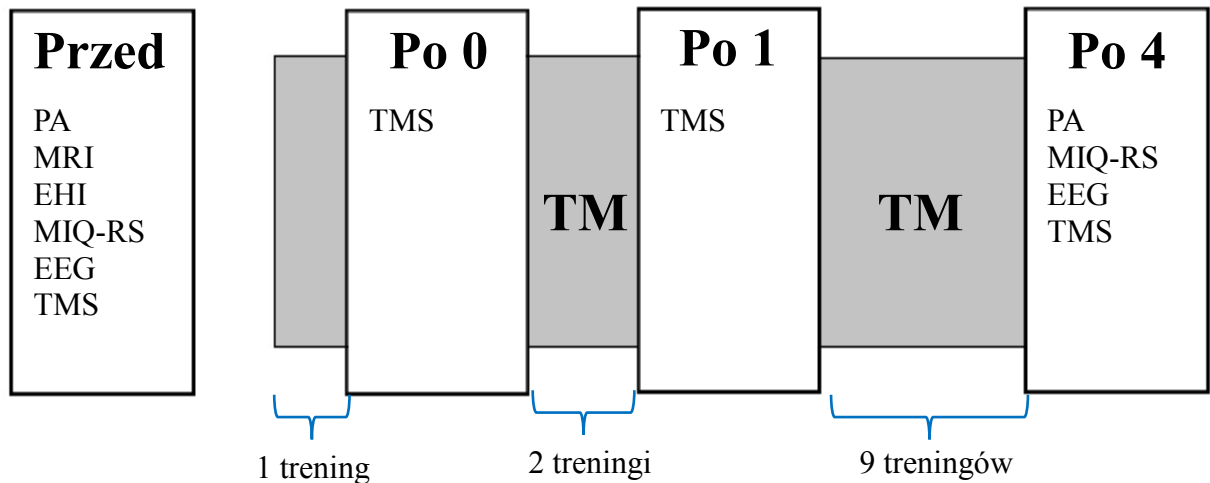 Przed
PA
MRI
EHI
MIQ-RS
EEG
TMS
Po 0
TMS
TM
Po 1
TMS
TM
Po 4
PA
MIQ-RS
EEG
TMS
1 trening
2 treningi
9 treningów